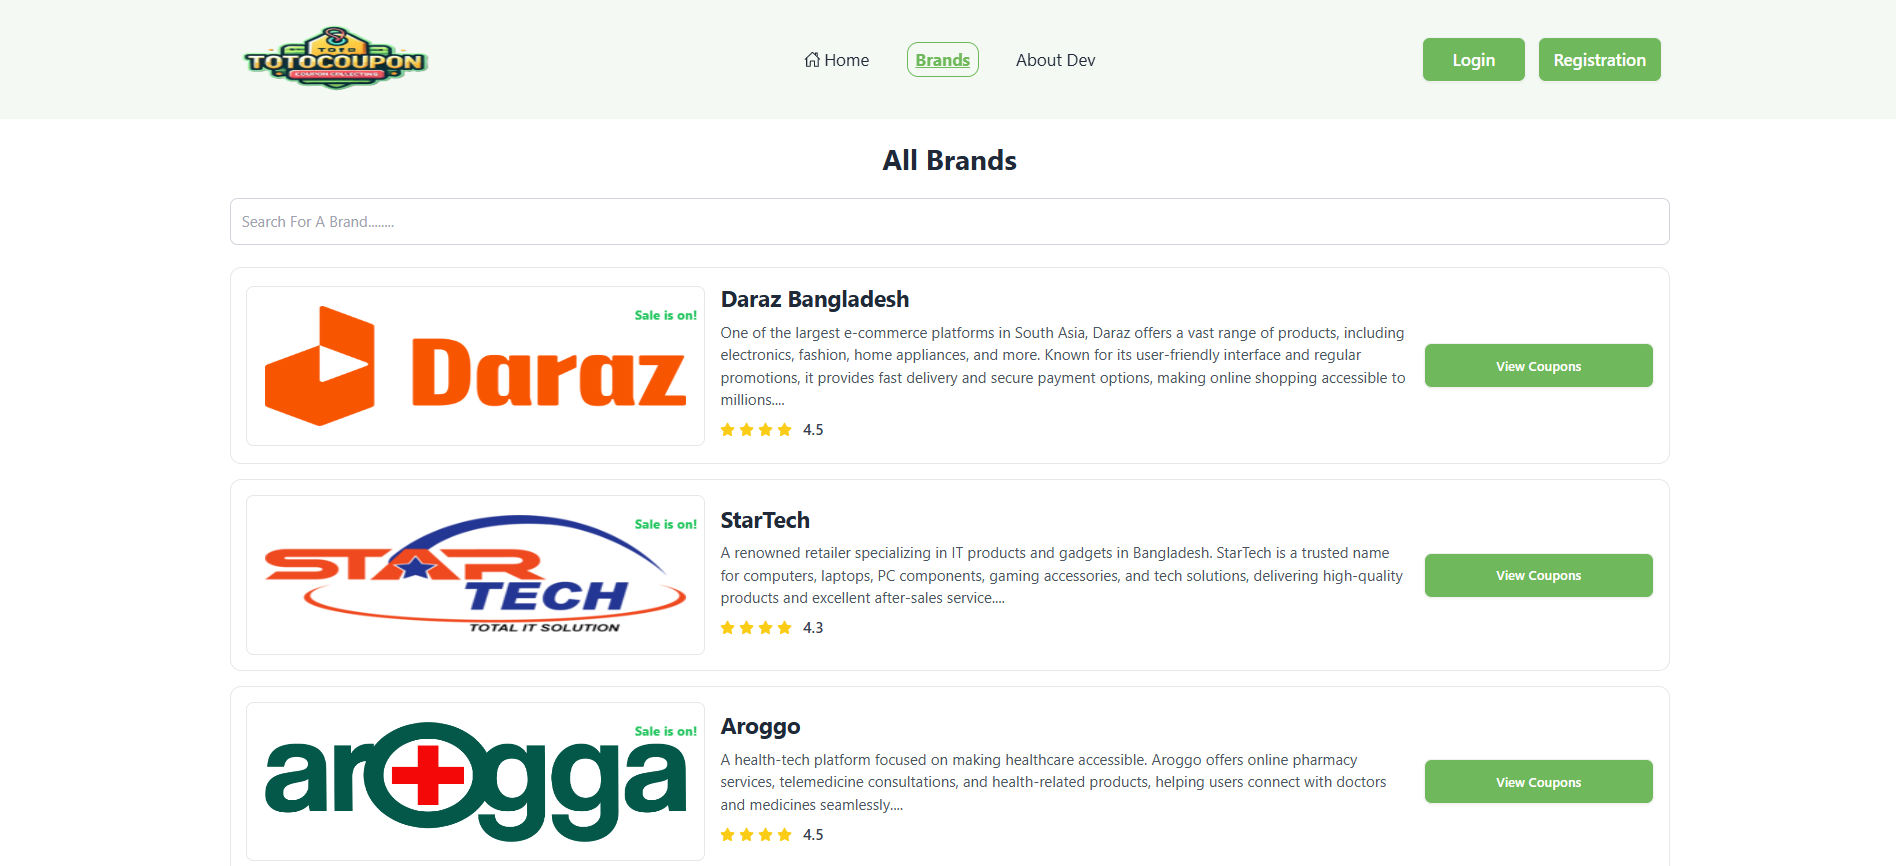 TOTO
TOTOCOUPON
COUPON COLLECTING
Home
Brands
About Dev
Login
Registration
All Brands
Search For A Brand........
Sale is on!
Daraz
Daraz Bangladesh
One of the largest e-commerce platforms in South Asia, Daraz offers a vast range of products, including
electronics, fashion, home appliances, and more. Known for its user-friendly interface and regular
promotions, it provides fast delivery and secure payment options, making online shopping accessible to
millions....
4.5
View Coupons
Sale is on!
STAR
TECH
TOTAL IT SOLUTION
StarTech
A renowned retailer specializing in IT products and gadgets in Bangladesh. StarTech is a trusted name
for computers, laptops, PC components, gaming accessories, and tech solutions, delivering high-quality
products and excellent after-sales service....
4.3
View Coupons
Sale is on!
arogga
Aroggo
A health-tech platform focused on making healthcare accessible. Aroggo offers online pharmacy
services, telemedicine consultations, and health-related products, helping users connect with doctors
and medicines seamlessly....
4.5
View Coupons